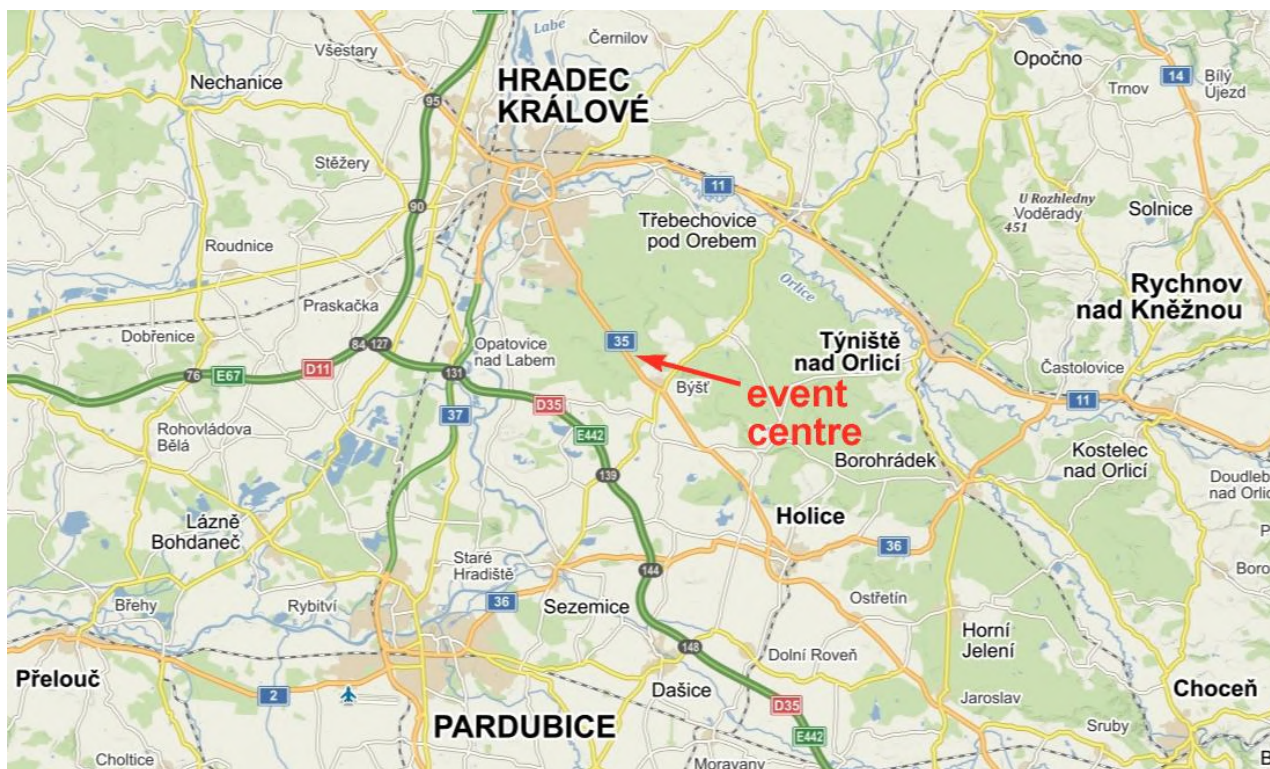 Labe
Černilov
Všestary
Opočno
Nechanice
HRADEC
KRÁLOVÉ
14
Bílý
Újezd
Trnov
95
Stěžery
11
U Rozhledny
Voděrady
451
Solnice
90
Třebechovice
pod Orebem
Roudnice
Orlice
Rychnov
nad Kněžnou
Praskačka
Dobřenice
84
127
Opatovice
nad Labem
35
Týniště
nad Orlicí
Častolovice
76
E67
D11
131
Býšť
event
centre
11
37
D35
E442
Rohovládova
Bělá
Borohrádek
Kostelec
nad Orlicí
139
Doudleb
nad Orlic
Lázně
Bohdaneč
Holice
36
Staré
Hradiště
144
Boro
Břehy
Rybitví
36
Sezemice
Ostřetín
Horní
Jelení
148
Dolní Roveň
Přelouč
2
Dašice
Jaroslav
Choceň
D35
PARDUBICE
E442
Sruby
Choltice
Moravany